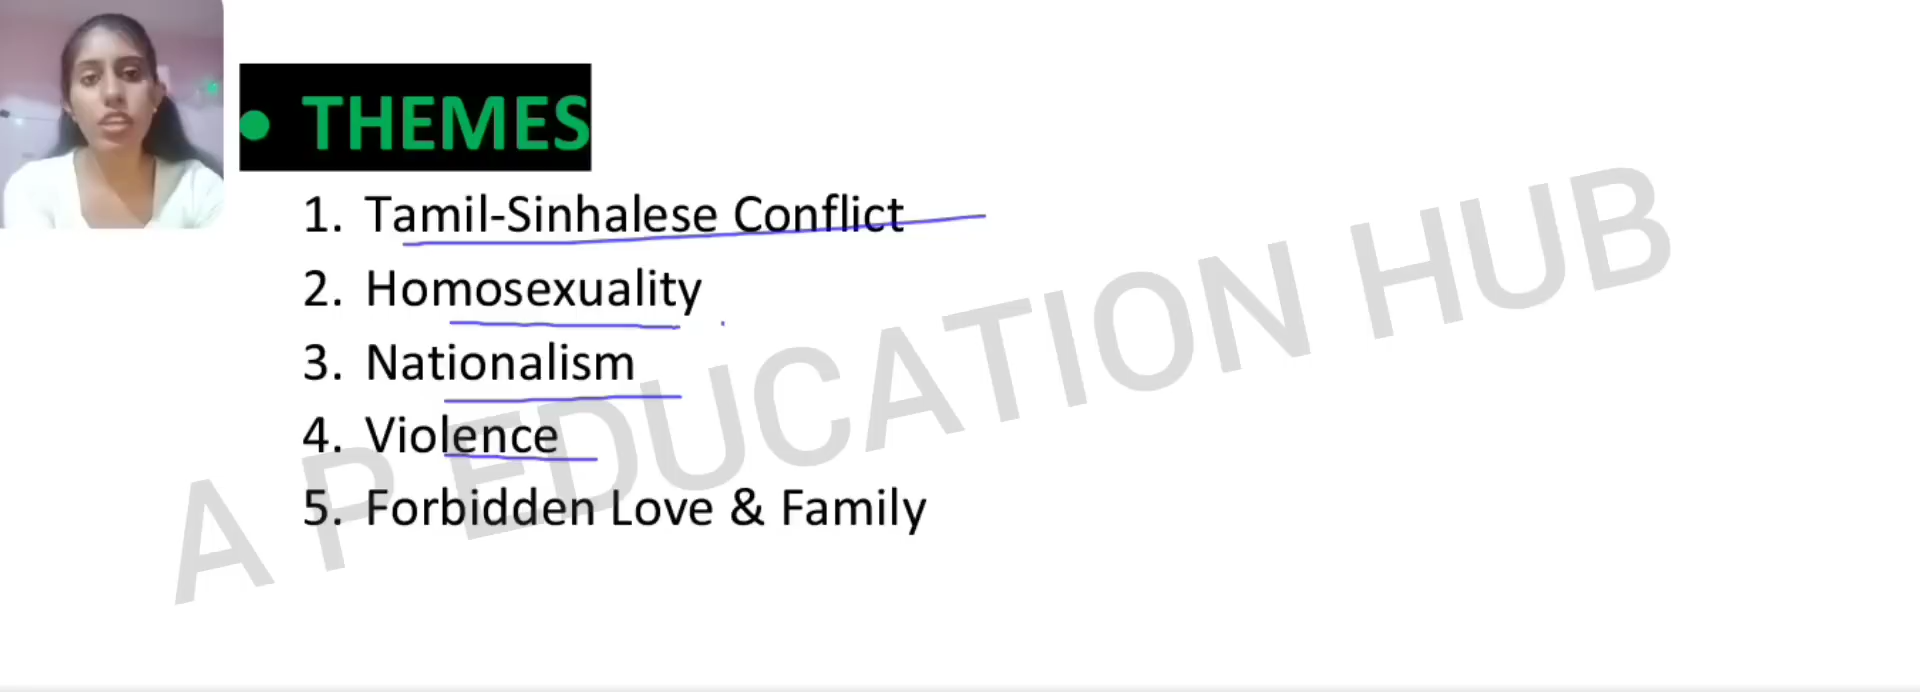 • THEMES
1. Tamil-Sinhalese Conflict
2. Homosexuality
3. Nationalism
4. Violence
5. Forbidden Love & Family
A P EDUCATION HUB